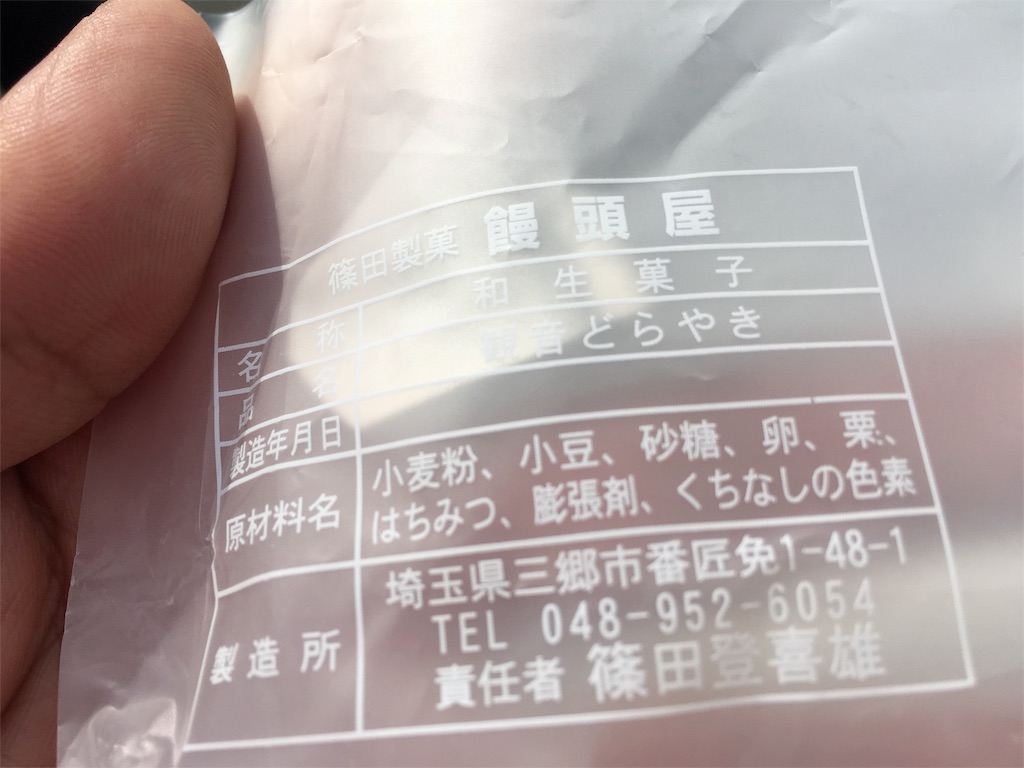 篠田製菓 饅頭屋
名称 和生菓子
品名 観音どらやき
製造年月日
原材料名 小麦粉、小豆、砂糖、卵、栗、
はちみつ、膨張剤、くちなしの色素
製造所 埼玉県三郷市番匠免1-48-1
TEL 048-952-6054
責任者 篠田登喜雄